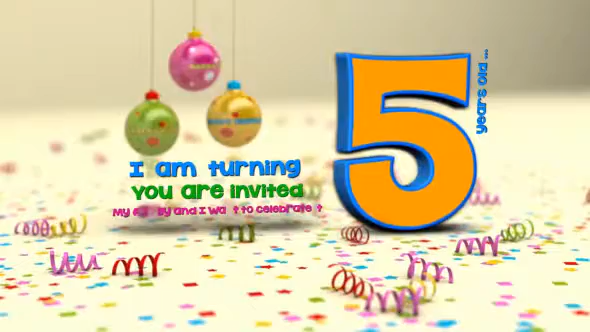 I am turning
5
years old ...
You are invited
My and I to celebrate